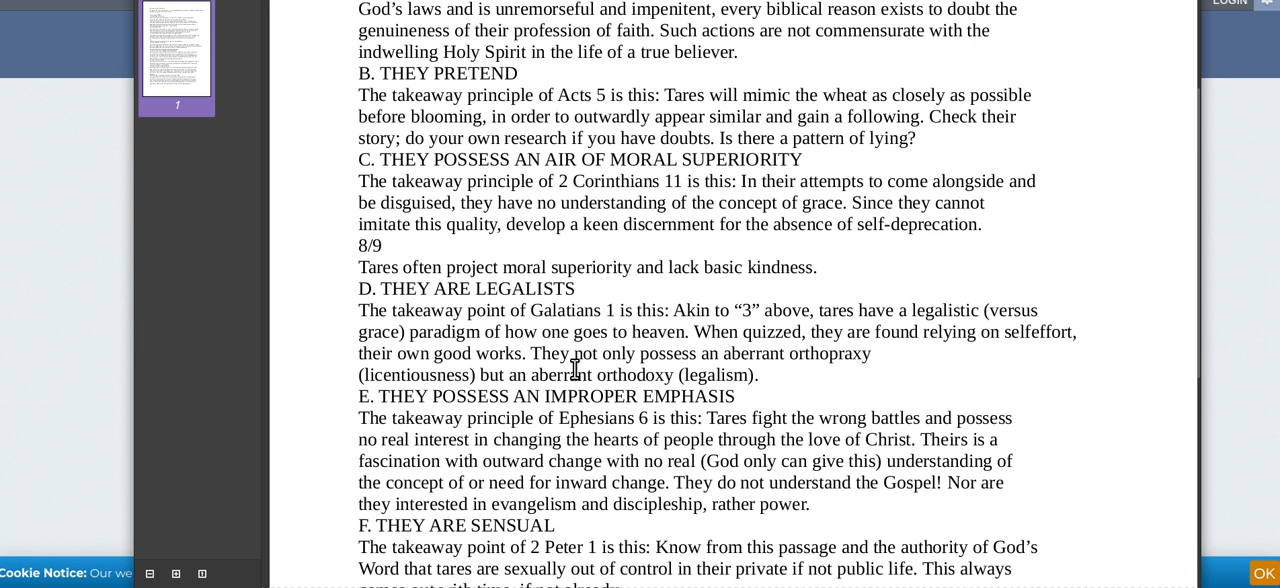 LOGIN
God's laws and is unremorseful and impenitent, every biblical reason exists to doubt the
genuineness of their profession of faith. Such actions are not commensurate with the
indwelling Holy Spirit in the life of a true believer.
B. THEY PRETEND
The takeaway principle of Acts 5 is this: Tares will mimic the wheat as closely as possible
before blooming, in order to outwardly appear similar and gain a following. Check their
story; do your own research if you have doubts. Is there a pattern of lying?
C. THEY POSSESS AN AIR OF MORAL SUPERIORITY
The takeaway principle of 2 Corinthians 11 is this: In their attempts to come alongside and
be disguised, they have no understanding of the concept of grace. Since they cannot
imitate this quality, develop a keen discernment for the absence of self-deprecation.
8/9
Tares often project moral superiority and lack basic kindness.
D. THEY ARE LEGALISTS
The takeaway point of Galatians 1 is this: Akin to “3” above, tares have a legalistic (versus
grace) paradigm of how one goes to heaven. When quizzed, they are found relying on selfeffort,
their own good works. They not only possess an aberrant orthopraxy
(licentiousness) but an aberrant orthodoxy (legalism).
E. THEY POSSESS AN IMPROPER EMPHASIS
The takeaway principle of Ephesians 6 is this: Tares fight the wrong battles and possess
no real interest in changing the hearts of people through the love of Christ. Theirs is a
fascination with outward change with no real (God only can give this) understanding of
the concept of or need for inward change. They do not understand the Gospel! Nor are
they interested in evangelism and discipleship, rather power.
F. THEY ARE SENSUAL
The takeaway point of 2 Peter 1 is this: Know from this passage and the authority of God's
Word that tares are sexually out of control in their private if not public life. This always
1
Cookie Notice: Our we
OK